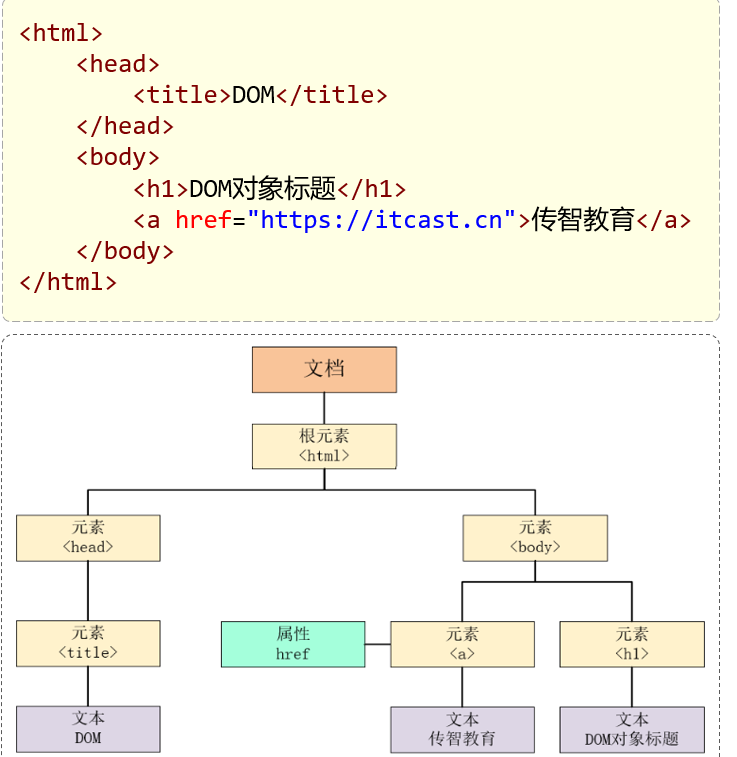 <html>
<head>
<title>DOM</title>
</head>
<body>
<h1>DOM对象标题</h1>
<a href="https://itcast.cn">传智教育</a>
</body>
</html>
文档
根元素
<html>
元素
<head>
元素
<body>
元素
<title>
属性
href
元素
<a>
元素
<h1>
文本
DOM
文本
传智教育
文本
DOM对象标题